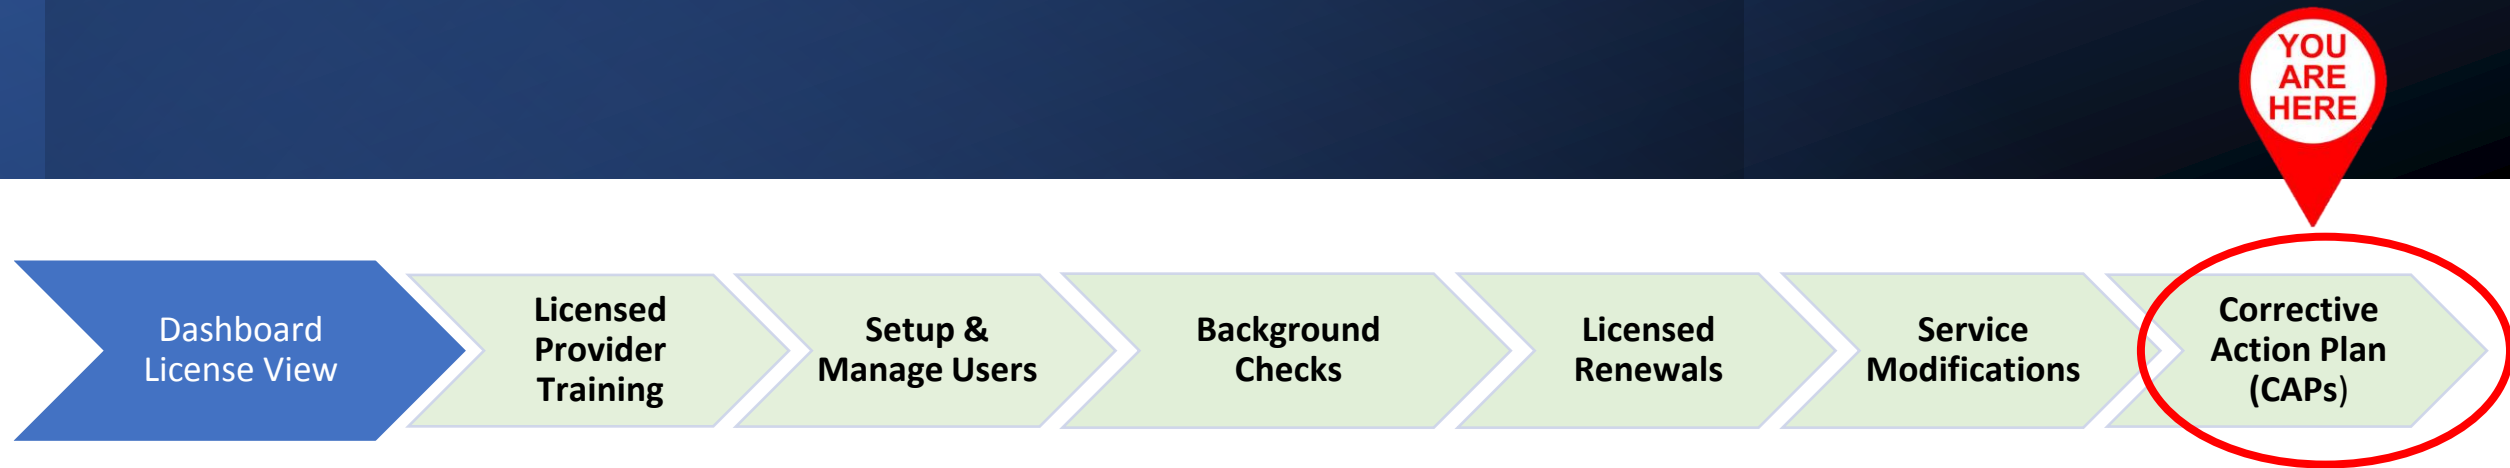 YOU
ARE
HERE
Dashboard
License View
Licensed
Provider
Training
Setup &
Manage Users
Background
Checks
Licensed
Renewals
Service
Modifications
Corrective
Action Plan
(CAPs)